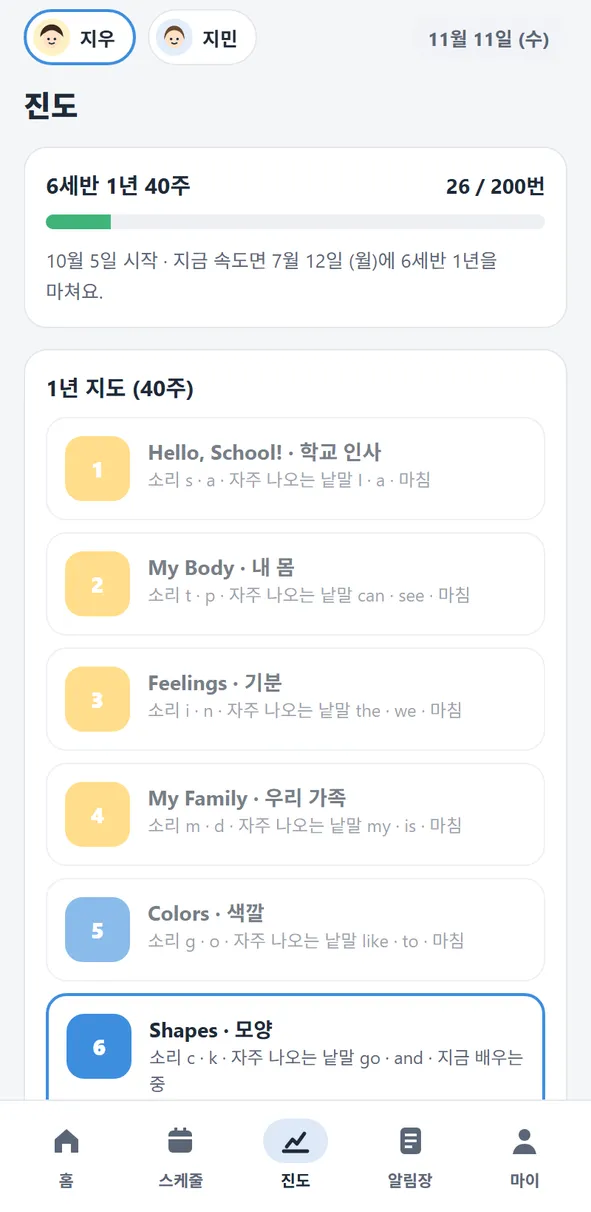 지우
지민
11월 11일 (수)
진도
6세반 1년 40주
26 / 200번
10월 5일 시작 · 지금 속도면 7월 12일 (월)에 6세반 1년을
마쳐요.
1년 지도 (40주)
1
Hello, School! · 학교 인사
소리 s · a · 자주 나오는 낱말 I · a · 마침
2
My Body · 내 몸
소리 t · p · 자주 나오는 낱말 can · see · 마침
3
Feelings · 기분
소리 i · n · 자주 나오는 낱말 the · we · 마침
4
My Family · 우리 가족
소리 m · d · 자주 나오는 낱말 my · is · 마침
5
Colors · 색깔
소리 g · o · 자주 나오는 낱말 like · to · 마침
6
Shapes · 모양
소리 c · k · 자주 나오는 낱말 go · and · 지금 배우는
중
홈
스케줄
진도
알림장
마이